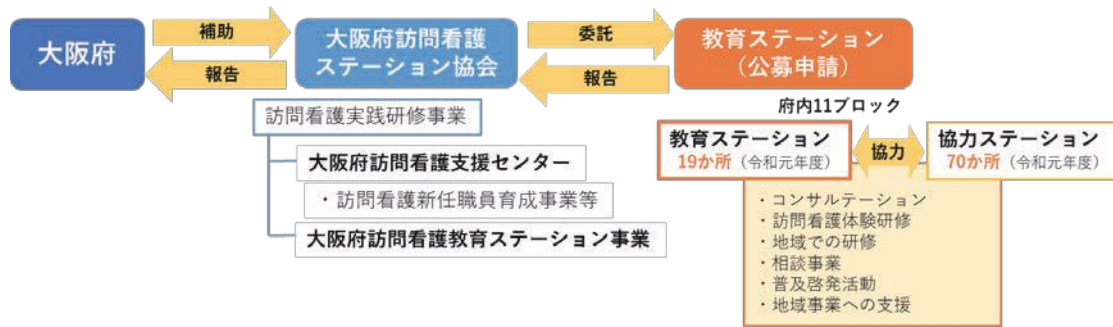 大阪府
補助
報告
大阪府訪問看護
ステーション協会
委託
報告
教育ステーション
（公募申請）
訪問看護実践研修事業
大阪府訪問看護支援センター
・訪問看護新任職員育成事業等
大阪府訪問看護教育ステーション事業
府内11ブロック
教育ステーション
19か所（令和元年度）
協力
協力ステーション
70か所（令和元年度）
・コンサルテーション
・訪問看護体験研修
・地域での研修
・相談事業
・普及啓発活動
・地域事業への支援